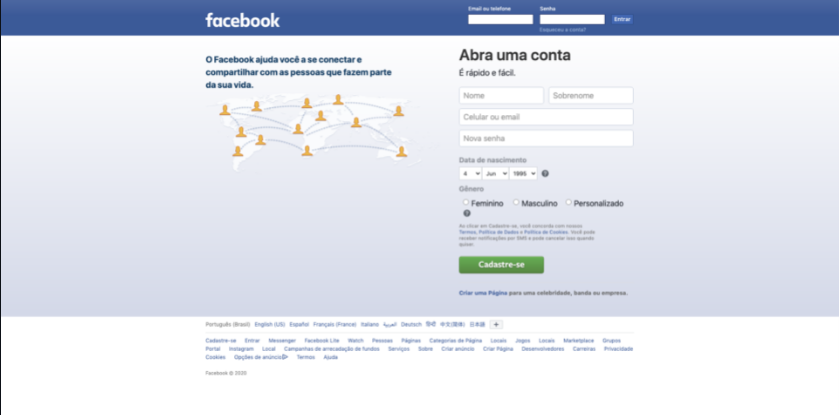 facebook
Email ou telefone
Senha
Entrar
Esqueceu a conta?
O Facebook ajuda você a se conectar e
compartilhar com as pessoas que fazem parte
da sua vida.
Abra uma conta
É rápido e fácil.
Nome
Sobrenome
Celular ou email
Nova senha
Data de nascimento
4 Jun 1995 ?
Gênero
Feminino Masculino Personalizado
?
Ao clicar em Cadastre-se, você concorda com nossos
Termos, Política de Dados e Política de Cookies. Você pode
receber notificações por SMS e pode cancelar isso quando
quiser.
Cadastre-se
Criar uma Página para uma celebridade, banda ou empresa.
Português (Brasil) English (US) Español Français (France) Italiano العربية Deutsch हिन्दी 中文(简体) 日本語 +
Cadastre-se Entrar Messenger Facebook Lite Watch Pessoas Páginas Categorias de Página Locais Jogos Locais Marketplace Grupos
Portal Instagram Local Campanhas de arrecadação de fundos Serviços Sobre Criar anúncio Criar Página Desenvolvedores Carreiras Privacidade
Cookies Opções de anúncio Termos Ajuda
Facebook © 2020